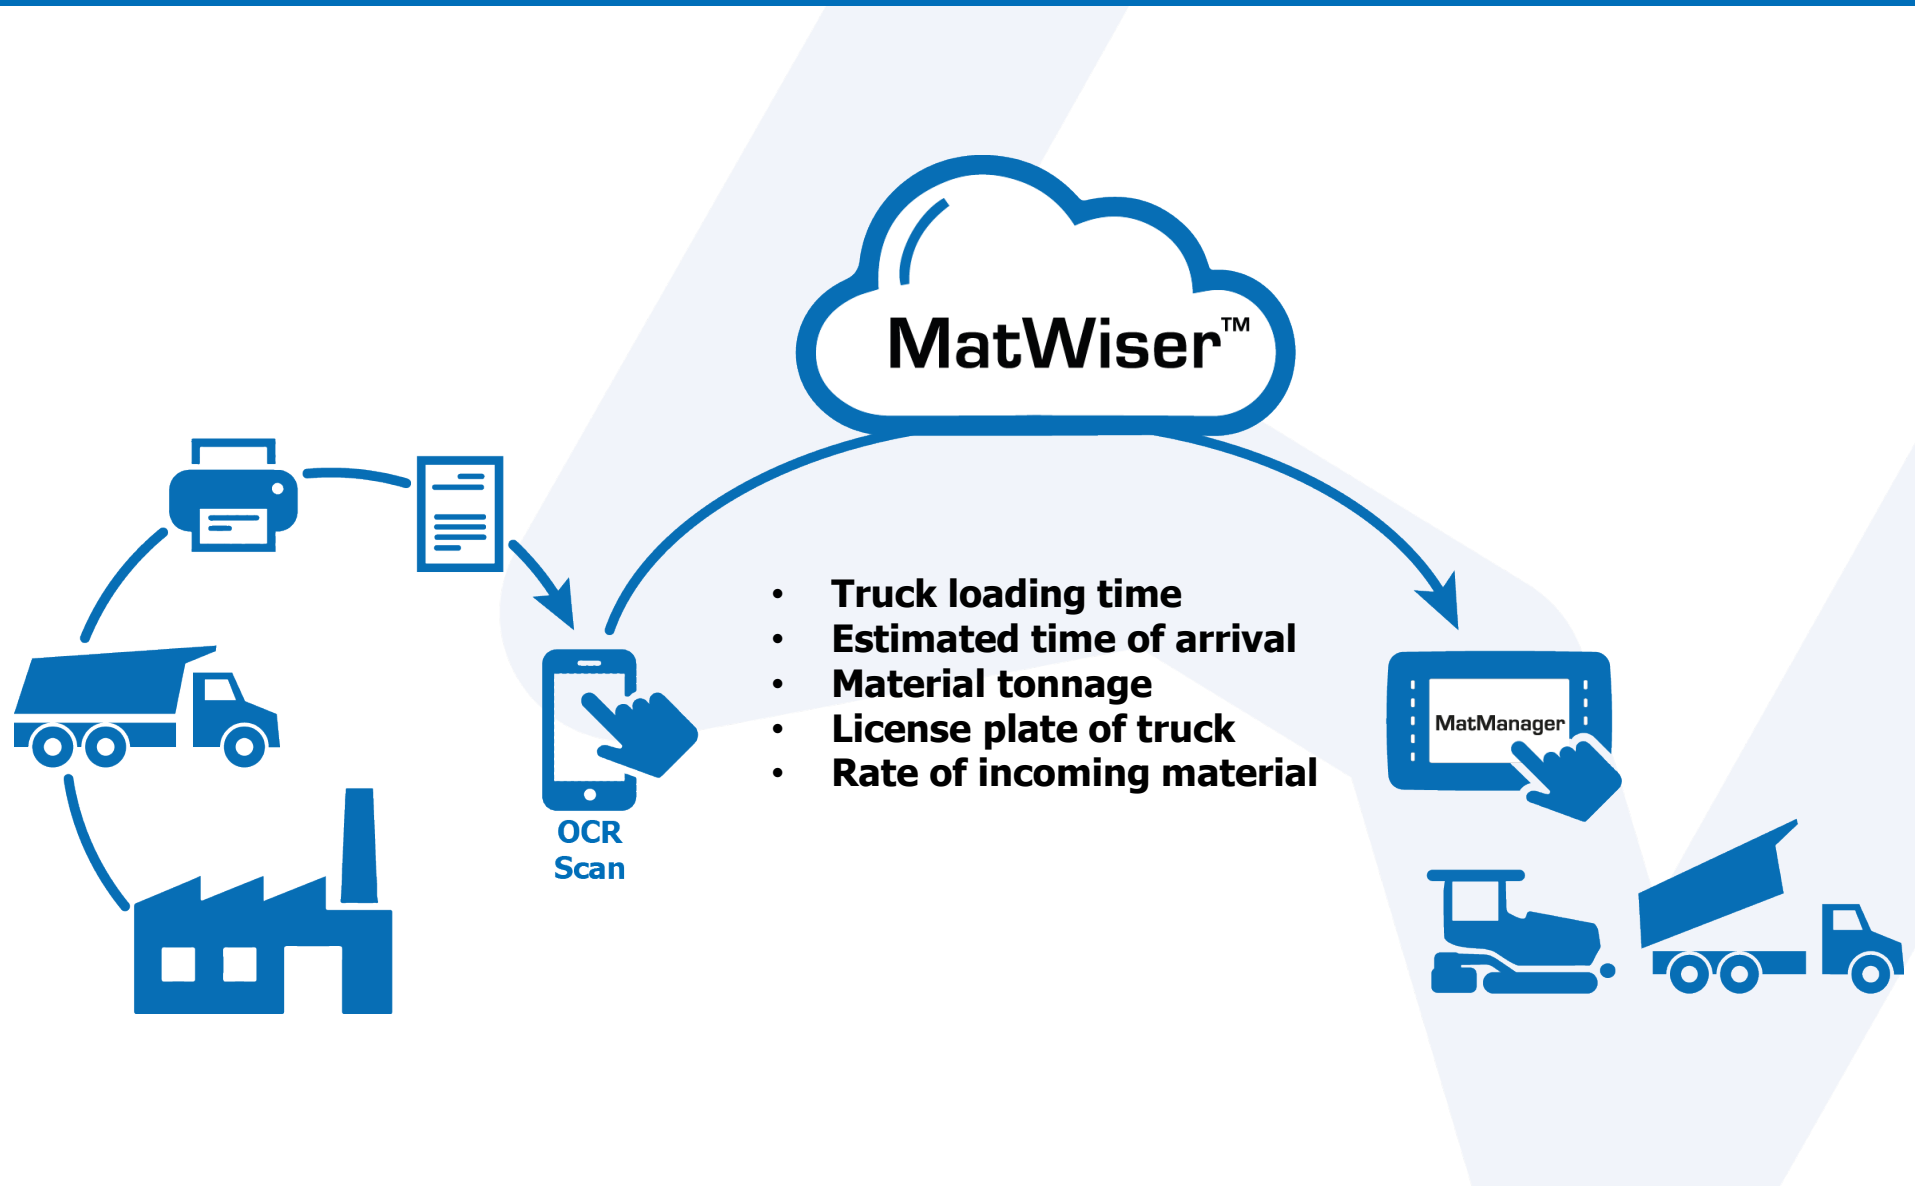 MatWiser™
• Truck loading time
• Estimated time of arrival
• Material tonnage
• License plate of truck
• Rate of incoming material
MatManager
OCR
Scan